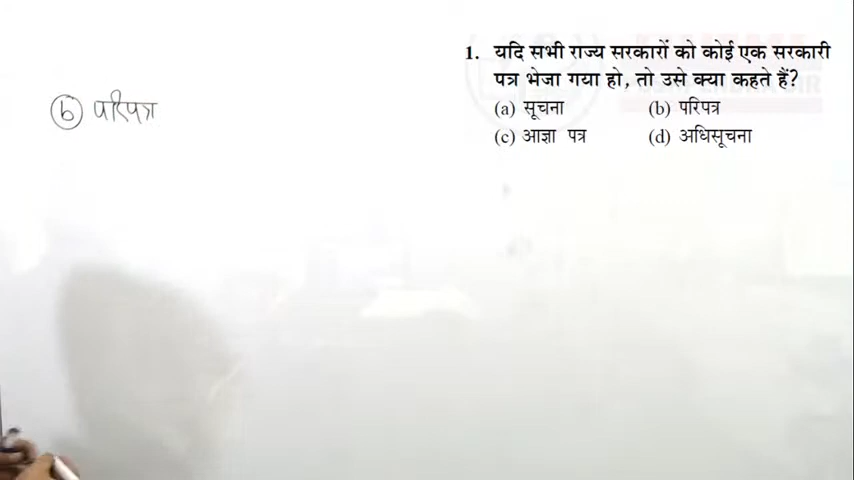 1. यदि सभी राज्य सरकारों को कोई एक सरकारी
पत्र भेजा गया हो, तो उसे क्या कहते हैं?
(a) सूचना (b) परिपत्र
(c) आज्ञा पत्र (d) अधिसूचना
(b) परिपत्र